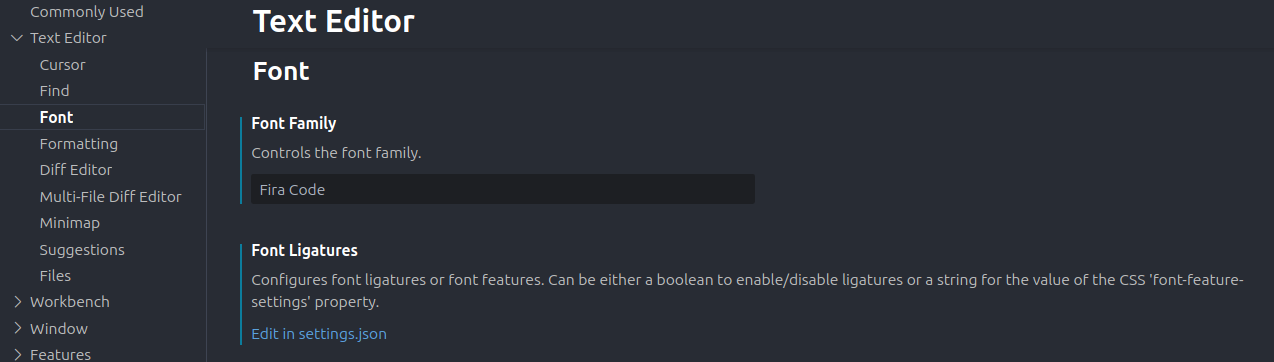 Commonly Used
Text Editor
Cursor
Find
Font
Formatting
Diff Editor
Multi-File Diff Editor
Minimap
Suggestions
Files
Workbench
Window
Features
Text Editor
Font
Font Family
Controls the font family.
Fira Code
Font Ligatures
Configures font ligatures or font features. Can be either a boolean to enable/disable ligatures or a string for the value of the CSS 'font-feature-
settings' property.
Edit in settings.json